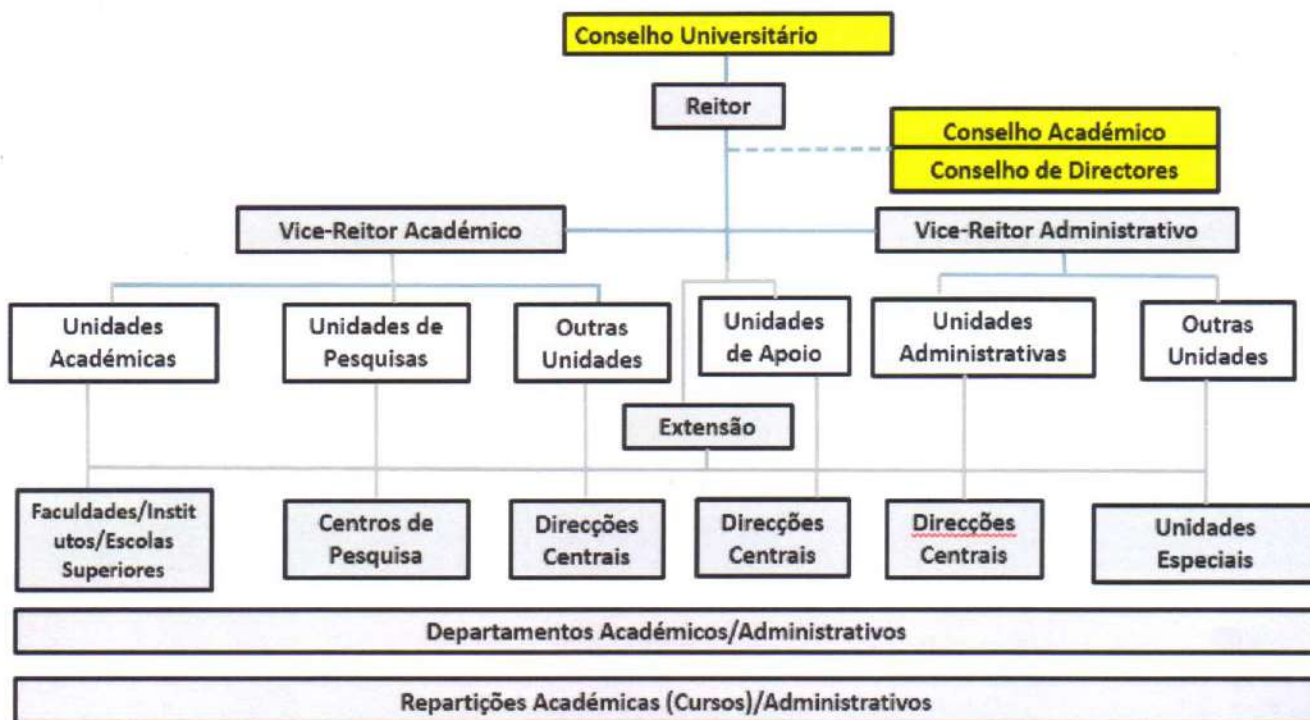 Conselho Universitário
Reitor
Conselho Académico
Conselho de Directores
Vice-Reitor Académico
Vice-Reitor Administrativo
Unidades
Académicas
Unidades de
Pesquisas
Outras
Unidades
Unidades
de Apoio
Unidades
Administrativas
Outras
Unidades
Extensão
Faculdades/Instit
utos/Escolas
Superiores
Centros de
Pesquisa
Direcções
Centrais
Direcções
Centrais
Direcções
Centrais
Unidades
Especiais
Departamentos Académicos/Administrativos
Repartições Académicas (Cursos)/Administrativos